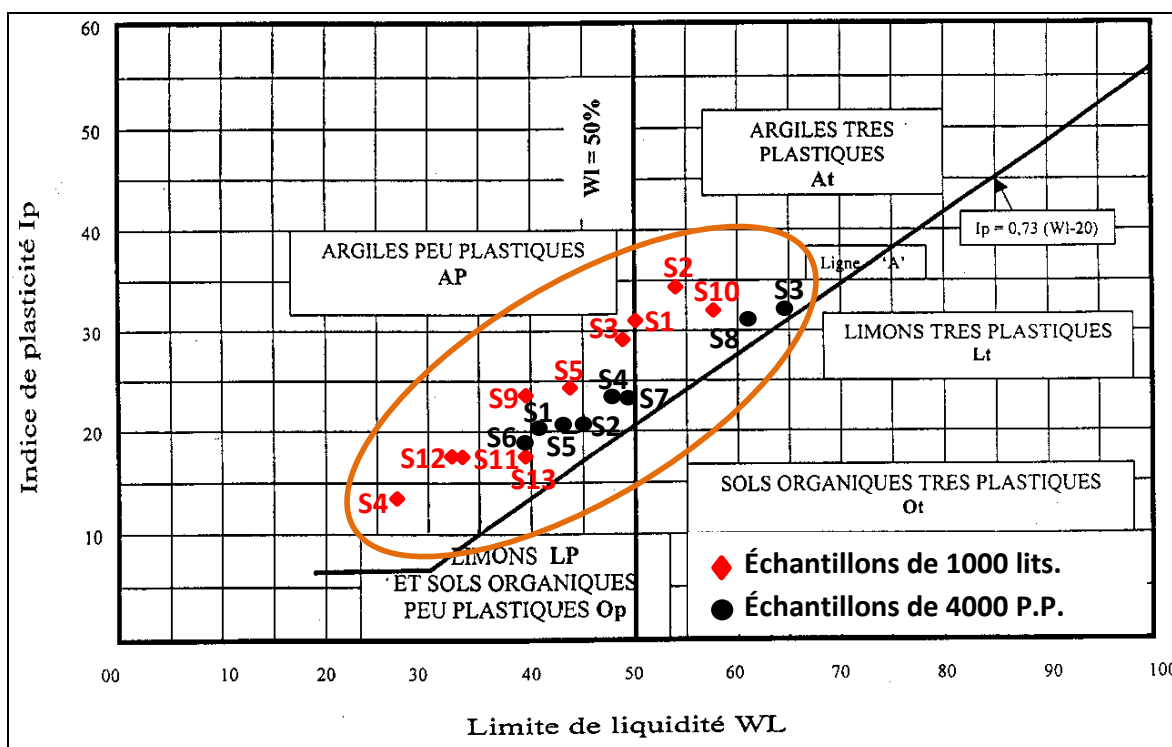 60
50
40
30
20
10
Indice de plasticité Ip
Wl = 50%
ARGILES TRES
PLASTIQUES
At
Ip = 0,73 (Wl-20)
ARGILES PEU PLASTIQUES
AP
Ligne 'A'
LIMONS TRES PLASTIQUES
Lt
SOLS ORGANIQUES TRES PLASTIQUES
Ot
LIMONS LP
ET SOLS ORGANIQUES
PEU PLASTIQUES Op
S2
S10
S3
S3
S1
S8
S5
S4
S9
S1
S7
S6
S5
S2
S12
S11
S13
S4
Échantillons de 1000 lits.
Échantillons de 4000 P.P.
00 10 20 30 40 50 60 70 80 90 100
Limite de liquidité WL